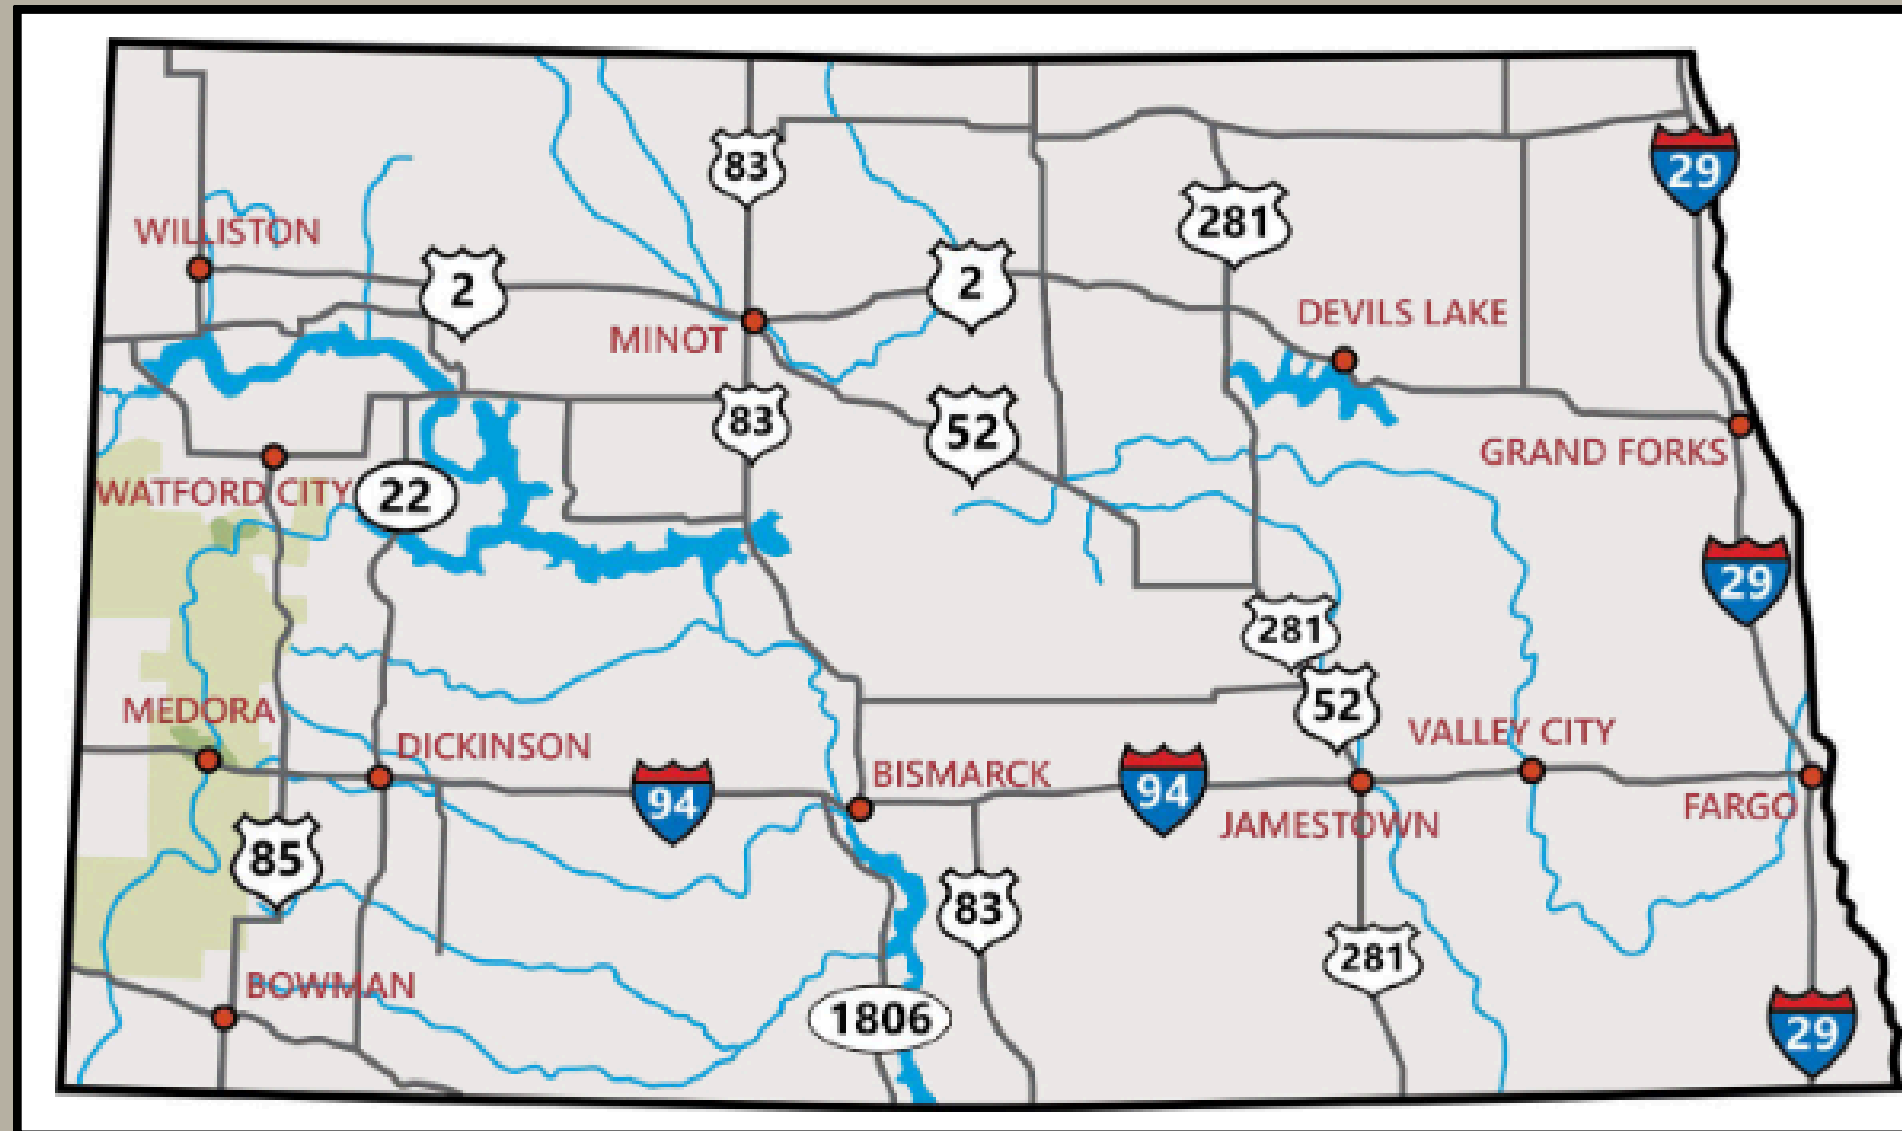 29
83
281
WILLISTON
2
2
DEVILS LAKE
MINOT
83
52
GRAND FORKS
WATFORD CITY
22
29
281
52
MEDORA
DICKINSON
VALLEY CITY
BISMARCK
94
94
FARGO
JAMESTOWN
85
83
281
BOWMAN
1806
29